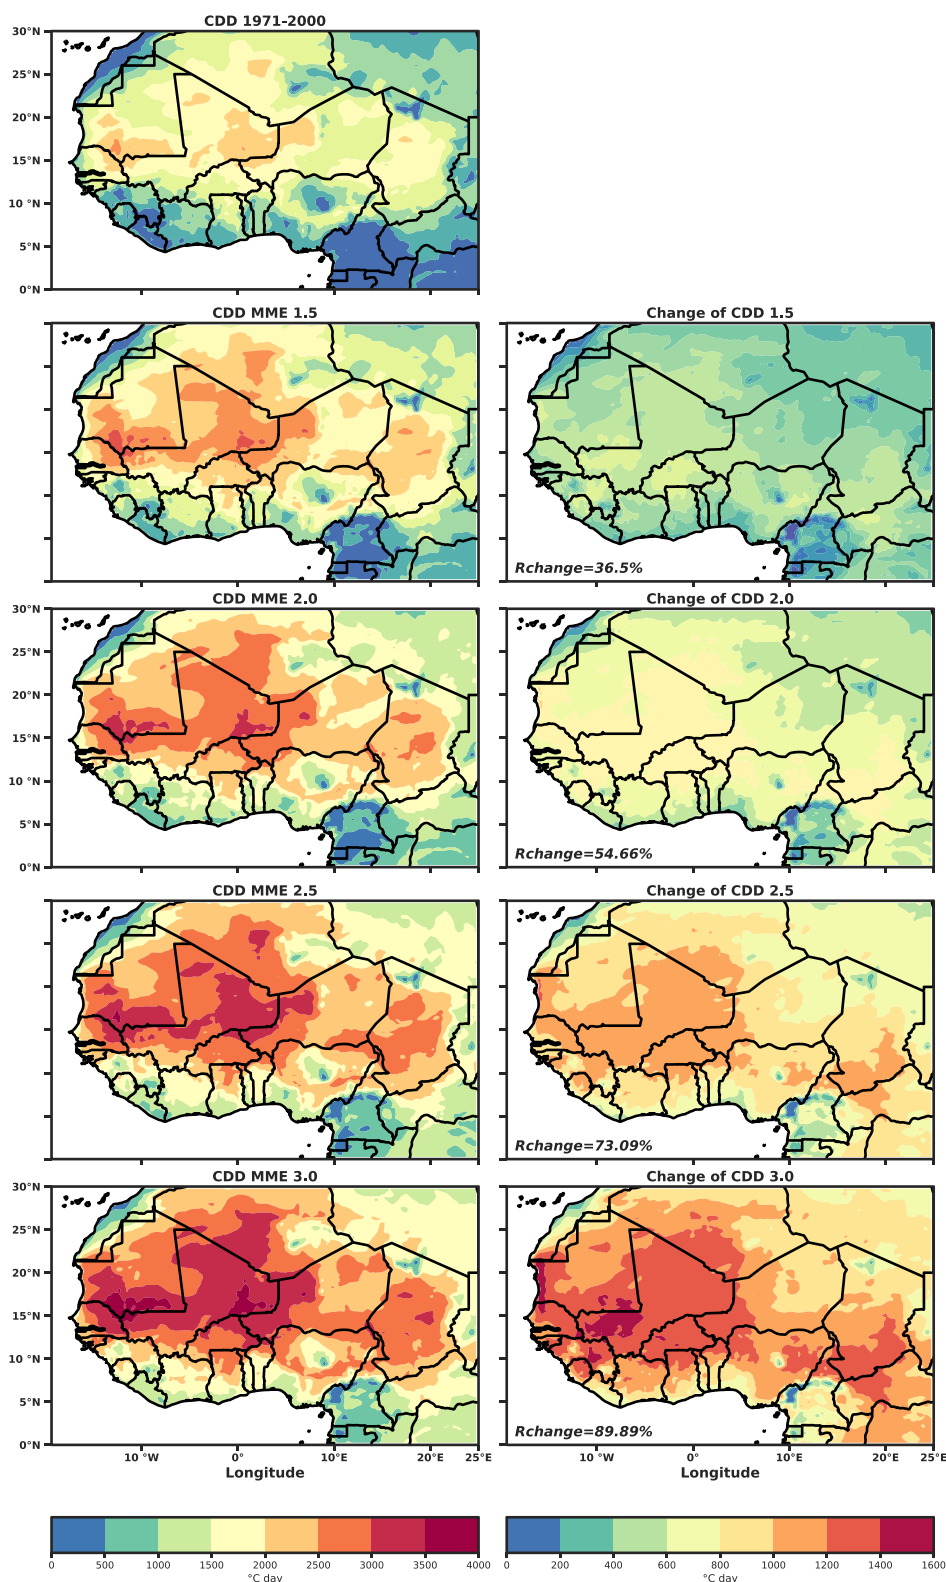 CDD 1971-2000
30°N
25°N
20°N
15°N
10 °N
5°N
0°N
CDD MME 1.5
Change of CDD 1.5
Rchange=36.5%
CDD MME 2.0
Change of CDD 2.0
30°N
25°N
20°N
15°N
10°N
5°N
0°N
Rchange=54.66%
CDD MME 2.5
Change of CDD 2.5
Rchange=73.09%
CDD MME 3.0
Change of CDD 3.0
30°N
25°N
20°N
15°N
10°N
5°N
0°N
Rchange=89.89%
10 °W 0° 10 °E 20 °E 25°E
Longitude
10 °W 0° 10 °E 20 °E 25°E
Longitude
0 500 1000 1500 2000 2500 3000 3500 4000
°C day
0 200 400 600 800 1000 1200 1400 1600
°C day